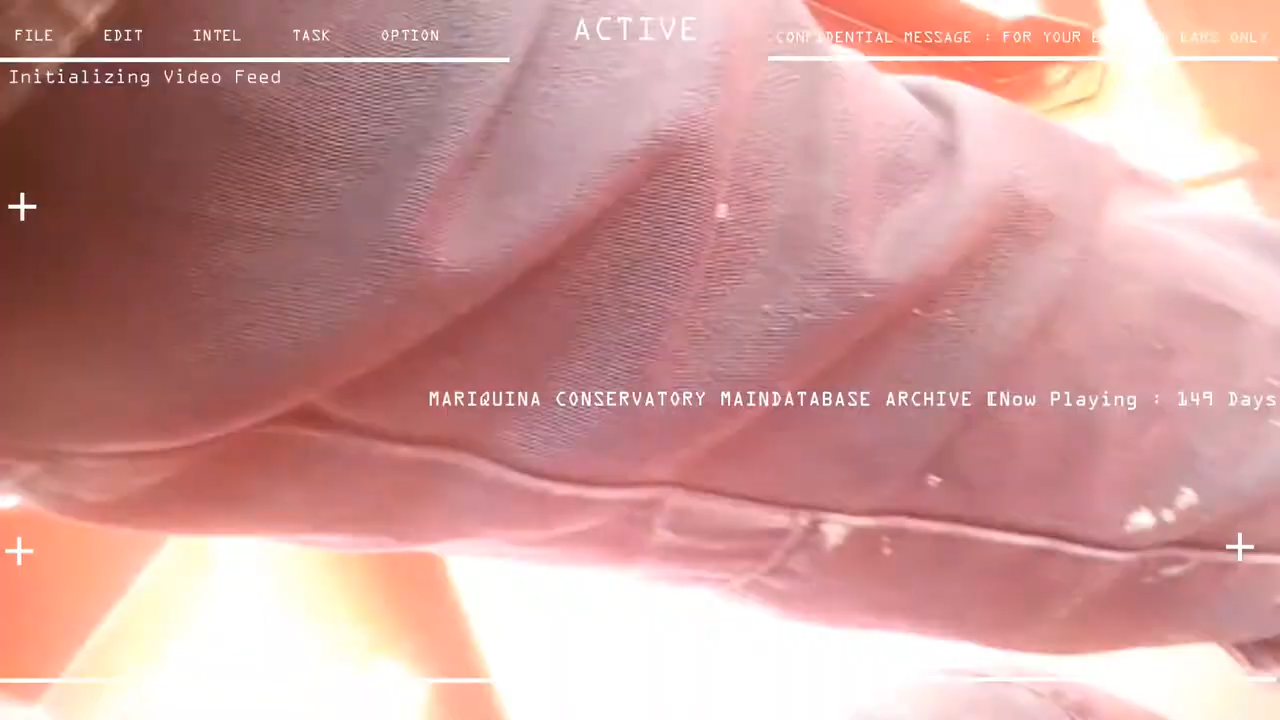 FILE EDIT INTEL TASK OPTION
ACTIVE
CONFIDENTIAL MESSAGE : FOR YOUR EARS ONLY
Initializing Video Feed
MARIQUINA CONSERVATORY MAINDATABASE ARCHIVE
Now Playing : 149 Days